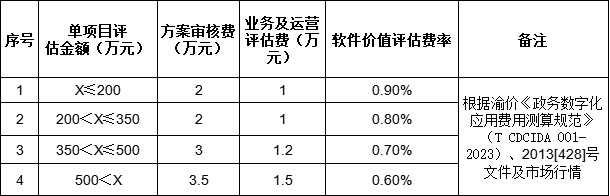 序号 单项目评估金额（万元） 方案审核费（万元） 业务及运营评估费（万元） 软件价值评估费率 备注
1 X≤200 2 1 0.90% 根据渝价《政务数字化应用费用测算规范》（T CDCIDA 001-2023）、2013[428]号文件及市场行情
2 200＜X≤350 2 1 0.80%
3 350＜X≤500 3 1.2 0.70%
4 500＜X 3.5 1.5 0.60%